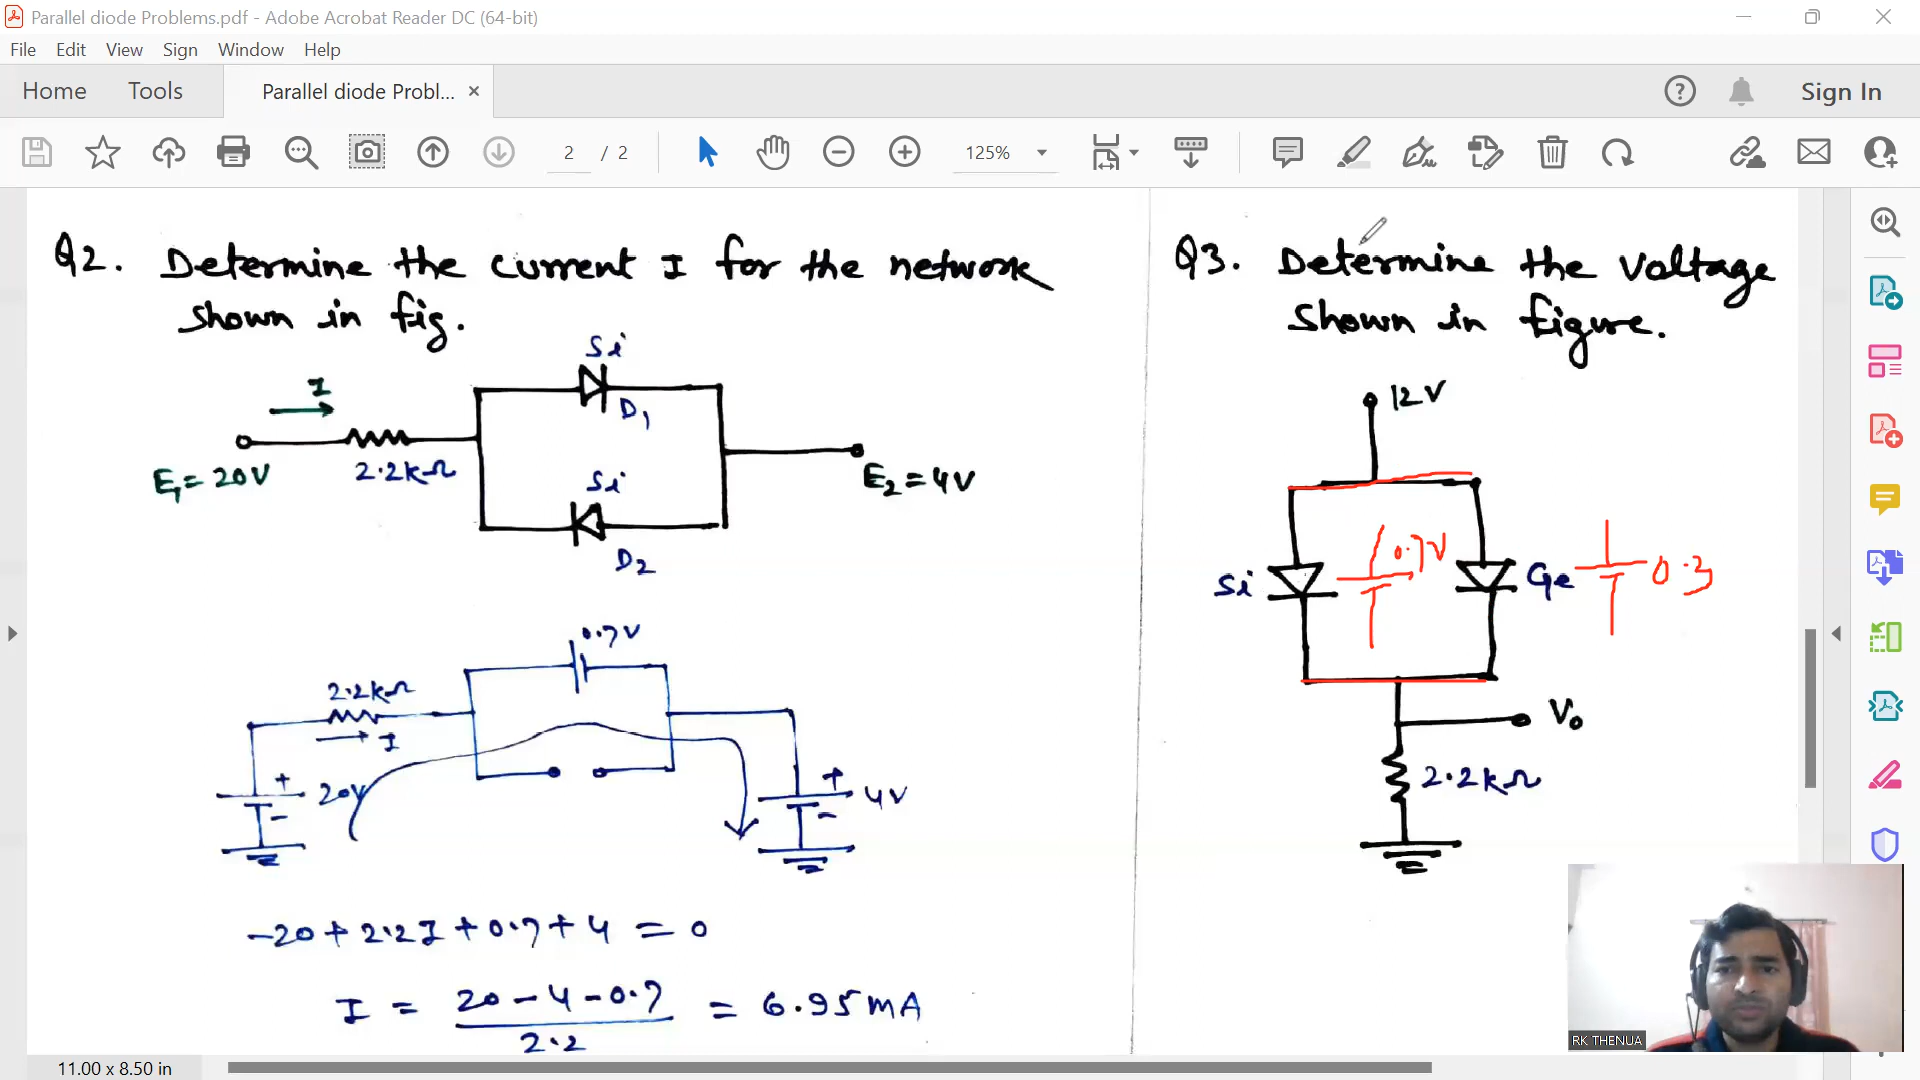 Parallel diode Problems.pdf - Adobe Acrobat Reader DC (64-bit)
File Edit View Sign Window Help
Home Tools Parallel diode Probl... × Sign In
2 / 2 125%
Q2. Determine the current I for the network
shown in fig.
I
Si
D1
E1 = 20V
2.2kΩ
Si
D2
E2 = 4V
0.7V
2.2kΩ
I
+
20V
-
+
4V
-
-20 + 2.2I + 0.7 + 4 = 0
I = 20 - 4 - 0.7 = 6.95 mA
2.2
Q3. Determine the voltage
shown in figure.
12V
Si
0.7V
Ge
0.3
Vo
2.2kΩ
RK THENUA
11.00 x 8.50 in